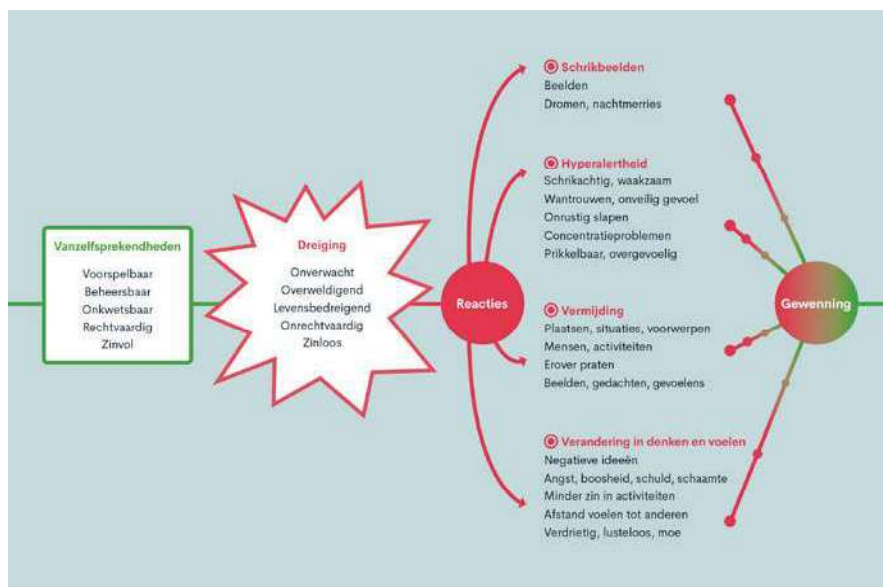 Vanzelfsprekendheden
Voorspelbaar
Beheersbaar
Onkwetsbaar
Rechtvaardig
Zinvol
Dreiging
Onverwacht
Overweldigend
Levensbedreigend
Onrechtvaardig
Zinloos
Reacties
Schrikbeelden
Beelden
Dromen, nachtmerries
Hyperalertheid
Schrikachtig, waakzaam
Wantrouwen, onveilig gevoel
Onrustig slapen
Concentratieproblemen
Prikkelbaar, overgevoelig
Vermijding
Plaatsen, situaties, voorwerpen
Mensen, activiteiten
Erover praten
Beelden, gedachten, gevoelens
Verandering in denken en voelen
Negatieve ideeën
Angst, boosheid, schuld, schaamte
Minder zin in activiteiten
Afstand voelen tot anderen
Verdrietig, lusteloos, moe
Gewenning